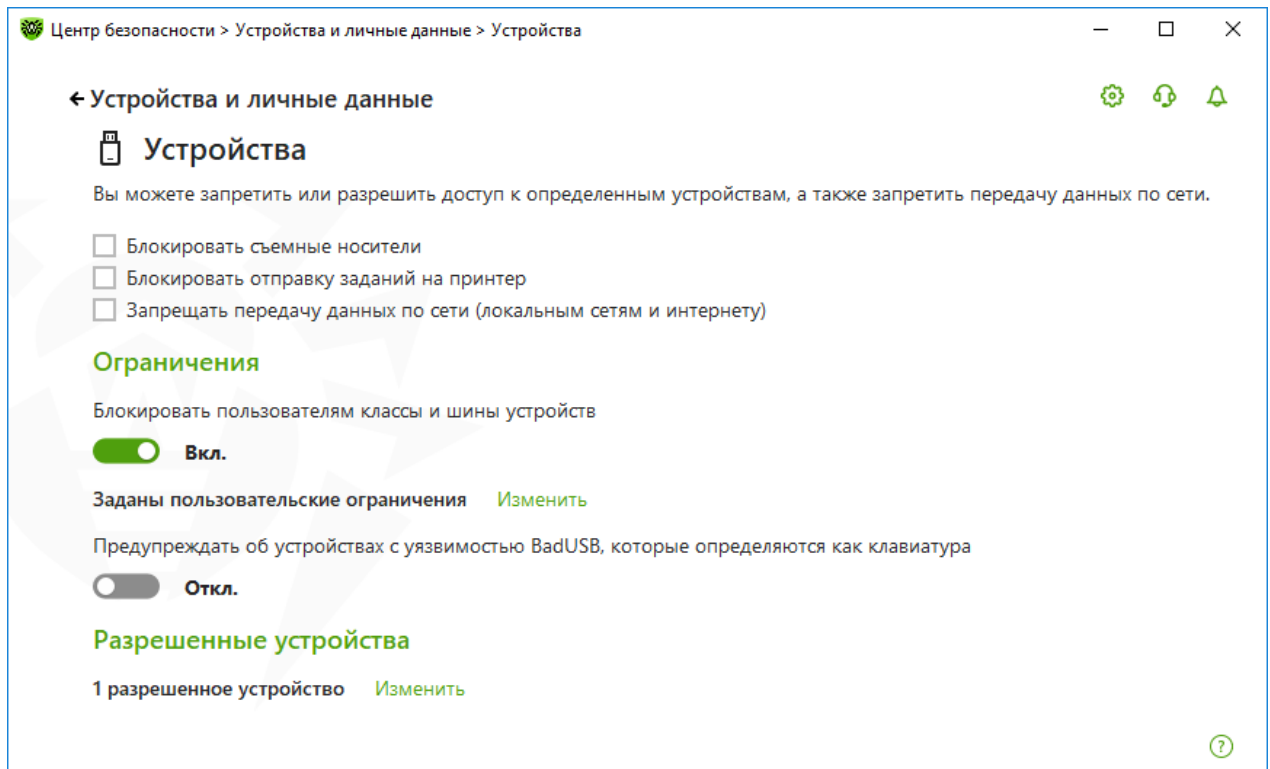 Центр безопасности > Устройства и личные данные > Устройства
Устройства и личные данные
Устройства
Вы можете запретить или разрешить доступ к определенным устройствам, а также запретить передачу данных по сети.
Блокировать съемные носители
Блокировать отправку заданий на принтер
Запрещать передачу данных по сети (локальным сетям и интернету)
Ограничения
Блокировать пользователям классы и шины устройств
Вкл.
Заданы пользовательские ограничения Изменить
Предупреждать об устройствах с уязвимостью BadUSB, которые определяются как клавиатура
Откл.
Разрешенные устройства
1 разрешенное устройство Изменить
?